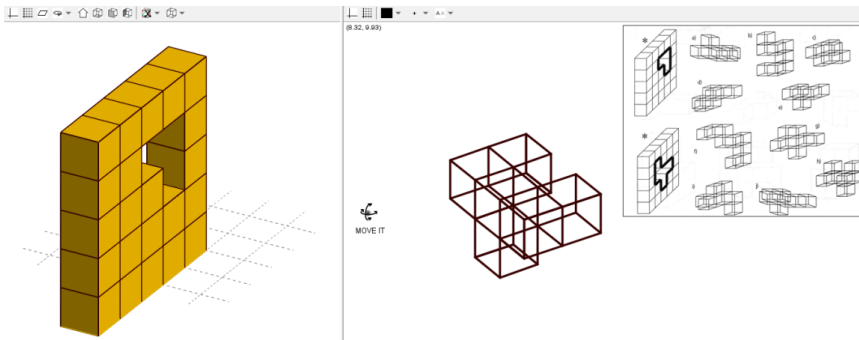 (8.32, 9.93)
MOVE IT
*
a)
b)
c)
d)
e)
*
f)
g)
h)
i)
j)